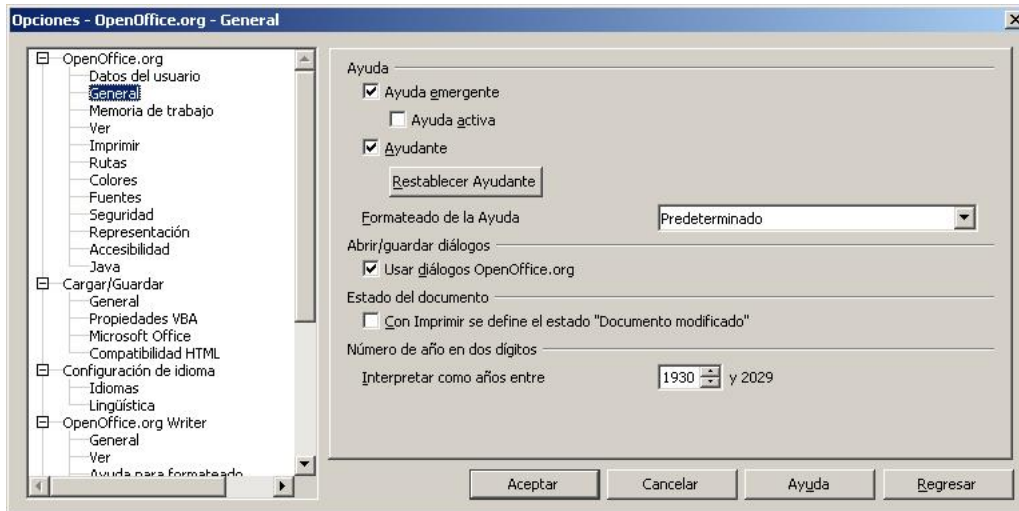 Opciones - OpenOffice.org - General
OpenOffice.org
Datos del usuario
General
Memoria de trabajo
Ver
Imprimir
Rutas
Colores
Fuentes
Seguridad
Representación
Accesibilidad
Java
Cargar/Guardar
General
Propiedades VBA
Microsoft Office
Compatibilidad HTML
Configuración de idioma
Idiomas
Lingüística
OpenOffice.org Writer
General
Ver
Ayuda para formateado
Ayuda
Ayuda emergente
Ayuda activa
Ayudante
Restablecer Ayudante
Formateado de la Ayuda Predeterminado
Abrir/guardar diálogos
Usar diálogos OpenOffice.org
Estado del documento
Con Imprimir se define el estado "Documento modificado"
Número de año en dos dígitos
Interpretar como años entre 1930 y 2029
Aceptar Cancelar Ayuda Regresar